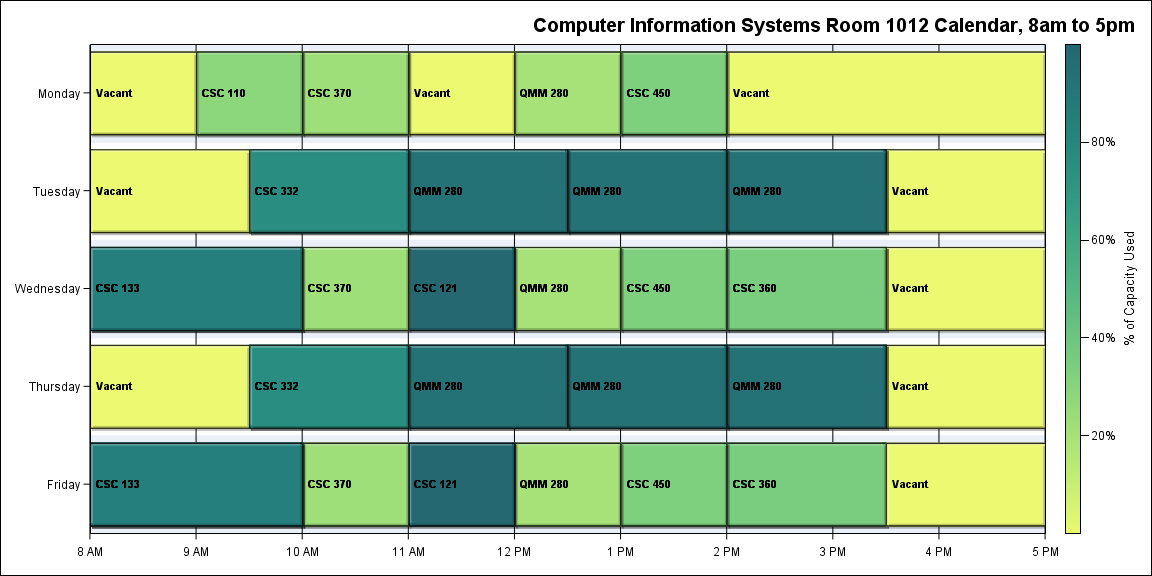 Computer Information Systems Room 1012 Calendar, 8am to 5pm
Monday
Vacant
CSC 110
CSC 370
Vacant
QMM 280
CSC 450
Vacant
Tuesday
Vacant
CSC 332
QMM 280
QMM 280
QMM 280
Vacant
Wednesday
CSC 133
CSC 370
CSC 121
QMM 280
CSC 450
CSC 360
Vacant
Thursday
Vacant
CSC 332
QMM 280
QMM 280
QMM 280
Vacant
Friday
CSC 133
CSC 370
CSC 121
QMM 280
CSC 450
CSC 360
Vacant
8 AM
9 AM
10 AM
11 AM
12 PM
1 PM
2 PM
3 PM
4 PM
5 PM
80%
60%
40%
20%
% of Capacity Used